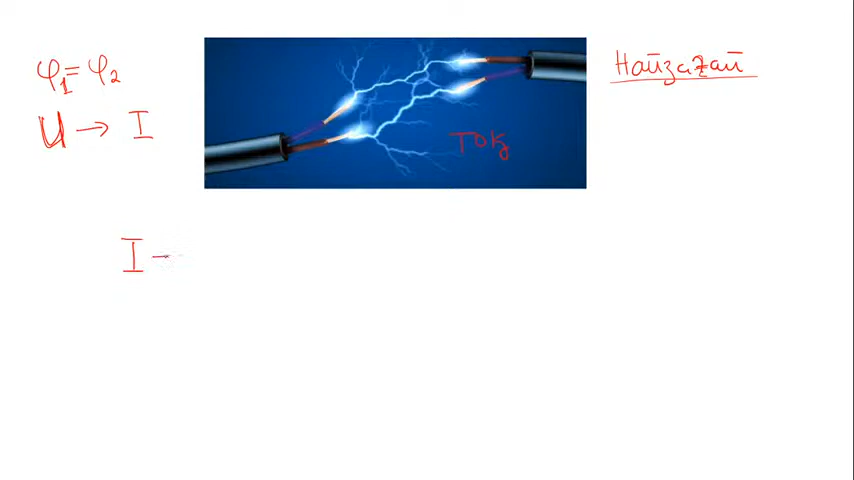 φ₁ = φ₂
U → I
ток
Найзағай
I →